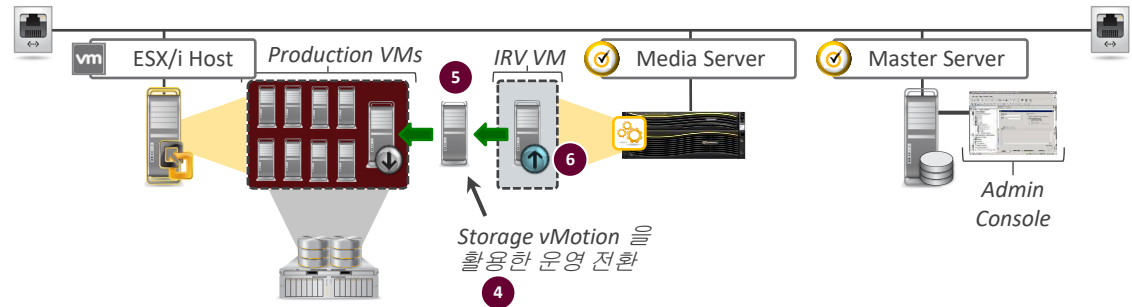 vm
ESX/i Host
Production VMs
IRV VM
Media Server
Master Server
5
6
Storage vMotion 을
활용한 운영 전환
4
Admin
Console